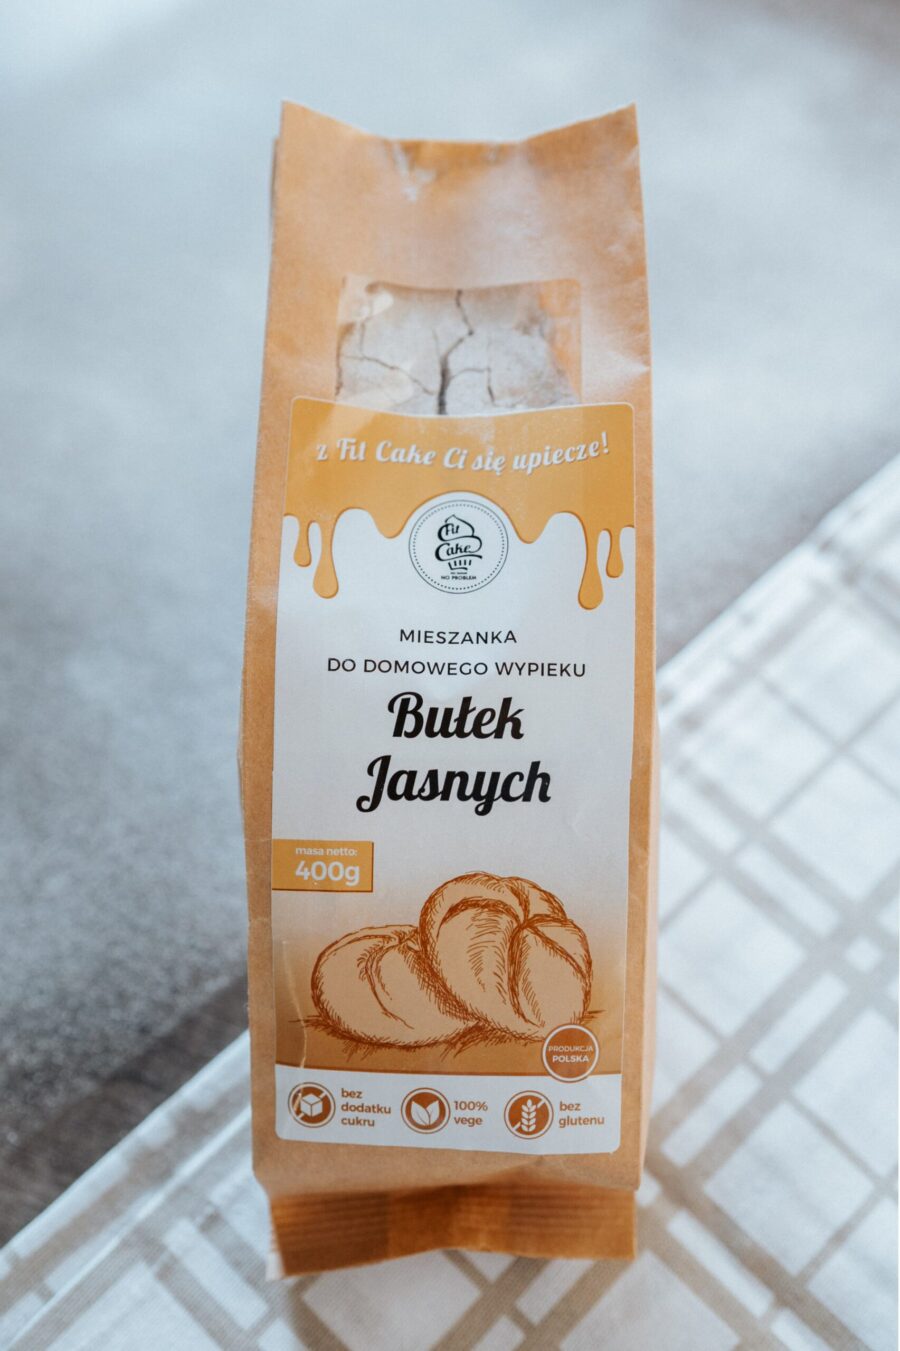 z Fit Cake Ci się upiecze!
Fit
Cake
NO PROBLEM
MIESZANKA
DO DOMOWEGO WYPIEKU
Bułek
Jasnych
masa netto:
400g
PRODUKCJA
POLSKA
bez
dodatku
cukru
100%
vege
bez
glutenu